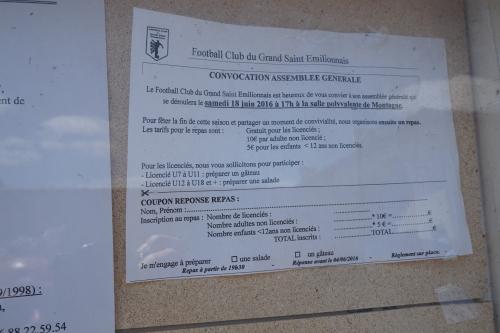 Football Club du Grand Saint Emilionnais
CONVOCATION ASSEMBLEE GENERALE
Le Football Club du Grand Saint Emilionnais est heureux de vous convier à son assemblée générale qui
se déroulera le samedi 18 juin 2016 à 17h à la salle polyvalente de Montagne.
Pour fêter la fin de cette saison et partager un moment de convivialité, nous organisons ensuite un repas.
Les tarifs pour le repas sont : Gratuit pour les licenciés ;
10€ par adulte non licencié ;
5€ pour les enfants < 12 ans non licenciés.
Pour les licenciés, nous vous sollicitons pour participer :
- Licencié U7 à U11 : préparer un gâteau
- Licencié U12 à U18 et + : préparer une salade
COUPON REPONSE REPAS :
Nom, Prénom :
Inscription au repas : Nombre de licenciés :
Nombre adultes non licenciés : * 10€ = €
Nombre enfants <12ans non licenciés : * 5 € = €
TOTAL inscrits : TOTAL €
Je m'engage à préparer □ une salade □ un gâteau
Repas à partir de 19h30 Réponse avant le 04/06/2016 Règlement sur place.
ent de
9/1998) :
88.22.59.54